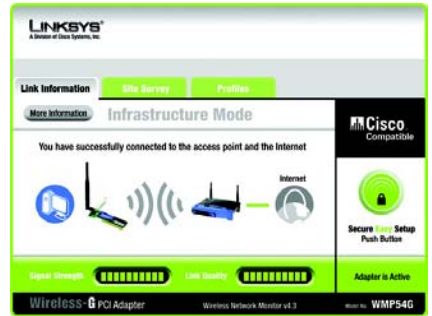 LINKSYS®
A Division of Cisco Systems, Inc.
Link Information
Site Survey
Profiles
More Information
Infrastructure Mode
You have successfully connected to the access point and the Internet
Internet
Cisco
Compatible
Secure Easy Setup
Push Button
Signal Strength
Link Quality
Adapter is Active
Wireless-G PCI Adapter
Wireless Network Monitor v4.3
Model No. WMP54G